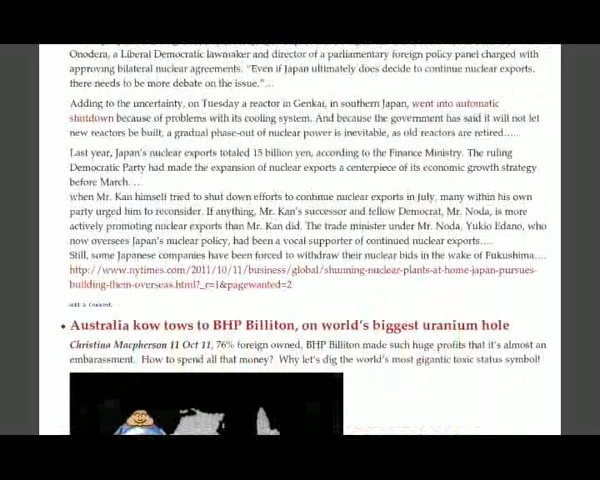 Onodera, a Liberal Democratic lawmaker and director of a parliamentary foreign policy panel charged with
approving bilateral nuclear agreements. “Even if Japan ultimately does decide to continue nuclear exports,
there needs to be more debate on the issue.”…
Adding to the uncertainty, on Tuesday a reactor in Genkai, in southern Japan, went into automatic
shutdown because of problems with its cooling system. And because the government has said it will not let
new reactors be built, a gradual phase-out of nuclear power is inevitable, as old reactors are retired…..
Last year, Japan’s nuclear exports totaled 15 billion yen, according to the Finance Ministry. The ruling
Democratic Party had made the expansion of nuclear exports a centerpiece of its economic growth strategy
before March. …
when Mr. Kan himself tried to shut down efforts to continue nuclear exports in July, many within his own
party urged him to reconsider. If anything, Mr. Kan’s successor and fellow Democrat, Mr. Noda, is more
actively promoting nuclear exports than Mr. Kan did. The trade minister under Mr. Noda, Yukio Edano, who
now oversees Japan’s nuclear policy, had been a vocal supporter of continued nuclear exports….
Still, some Japanese companies have been forced to withdraw their nuclear bids in the wake of Fukushima….
http://www.nytimes.com/2011/10/11/business/global/shunning-nuclear-plants-at-home-japan-pursues-
building-them-overseas.html?_r=1&pagewanted=2
Add a Comment
• Australia kow tows to BHP Billiton, on world’s biggest uranium hole
Christina Macpherson 11 Oct 11, 76% foreign owned, BHP Billiton made such huge profits that it’s almost an
embarassment. How to spend all that money? Why let’s dig the world’s most gigantic toxic status symbol!